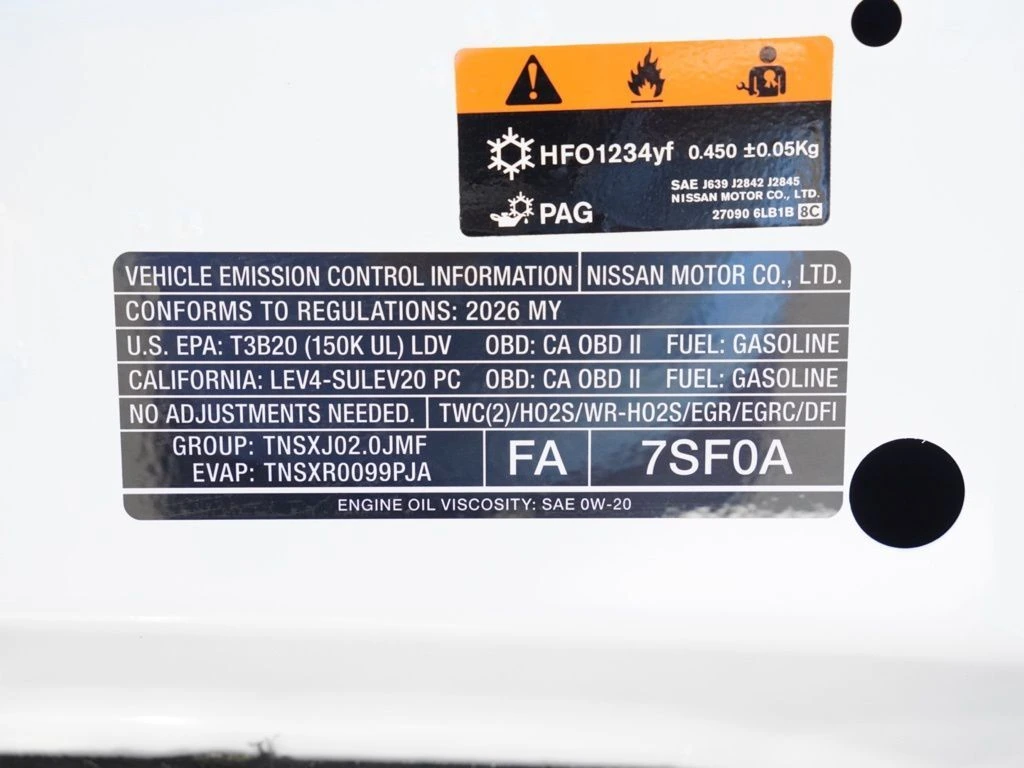 HFO1234yf 0.450 ±0.05Kg
SAE J639 J2842 J2845
NISSAN MOTOR CO., LTD.
PAG
27090 6LB1B 8C
VEHICLE EMISSION CONTROL INFORMATION NISSAN MOTOR CO., LTD.
CONFORMS TO REGULATIONS: 2026 MY
U.S. EPA: T3B20 (150K UL) LDV OBD: CA OBD II FUEL: GASOLINE
CALIFORNIA: LEV4-SULEV20 PC OBD: CA OBD II FUEL: GASOLINE
NO ADJUSTMENTS NEEDED. TWC(2)/HO2S/WR-HO2S/EGR/EGRC/DFI
GROUP: TNSXJ02.0JMF
EVAP: TNSXR0099PJA
FA
7SF0A
ENGINE OIL VISCOSITY: SAE 0W-20